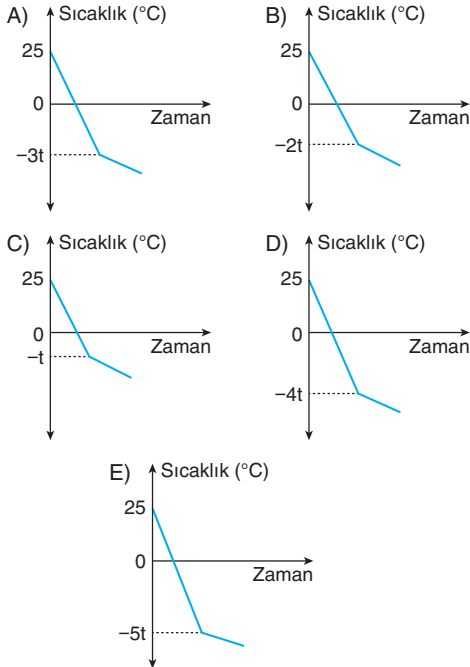 A) Sıcaklık (°C)
25
0
Zaman
–3t
B) Sıcaklık (°C)
25
0
Zaman
–2t
C) Sıcaklık (°C)
25
0
Zaman
-t
D) Sıcaklık (°C)
25
0
Zaman
–4t
E) Sıcaklık (°C)
25
0
Zaman
–5t